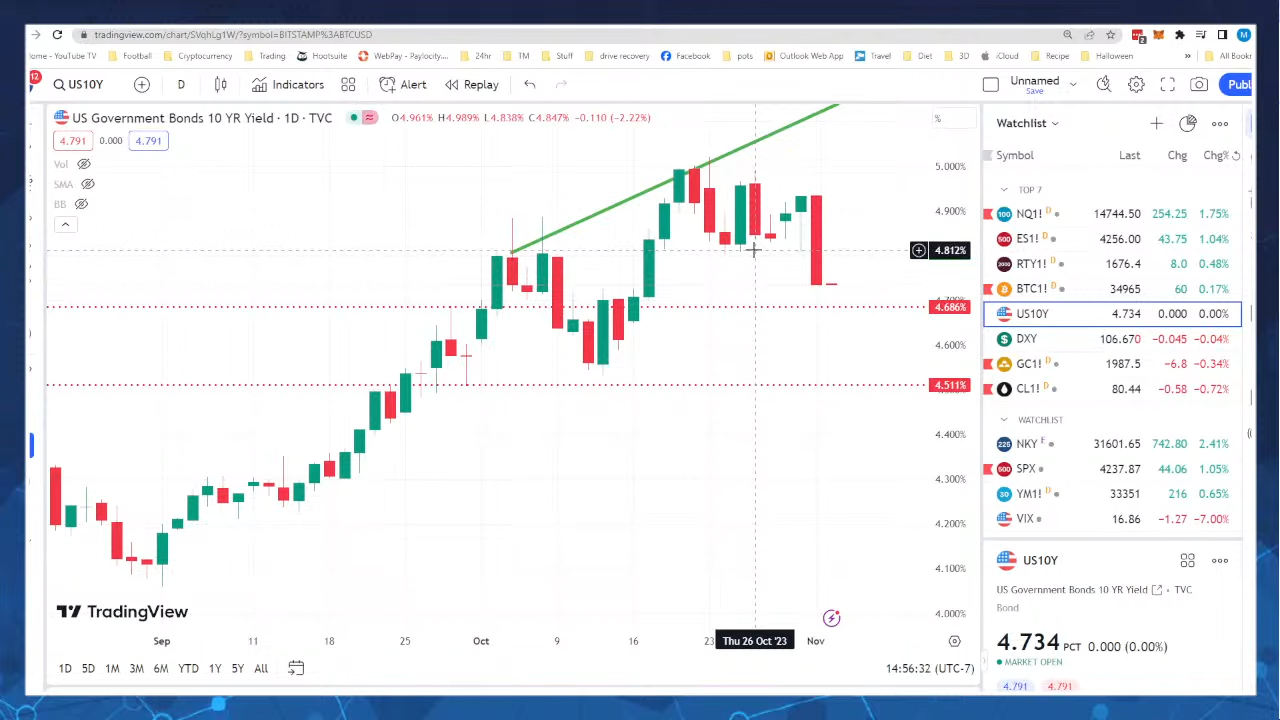 tradingview.com/chart/SVqhLg1W/?symbol=BITSTAMP%3ABTCUSD
ome - YouTube TV Football Cryptocurrency Trading Hootsuite WebPay - Paylocity.... 24hr TM Stuff drive recovery Facebook pots Outlook Web App Travel Diet 3D iCloud Recipe Halloween » All Book
12 US10Y D Indicators Alert Replay Unnamed Save Publ
US Government Bonds 10 YR Yield · 1D · TVC O4.961% H4.989% L4.838% C4.847% −0.110 (−2.22%) %
4.791 0.000 4.791
Vol
SMA
BB
5.000%
4.900%
4.812%
4.686%
4.600%
4.511%
4.400%
4.300%
4.200%
4.100%
4.000%
TradingView
Sep 11 18 25 Oct 9 16 23 Thu 26 Oct '23 Nov
1D 5D 1M 3M 6M YTD 1Y 5Y All 14:56:32 (UTC-7)
Watchlist
Symbol Last Chg Chg%
TOP 7
NQ1! D 14744.50 254.25 1.75%
ES1! D 4256.00 43.75 1.04%
RTY1! D 1676.4 8.0 0.48%
BTC1! D 34965 60 0.17%
US10Y 4.734 0.000 0.00%
DXY 106.670 −0.045 −0.04%
GC1! D 1987.5 −6.8 −0.34%
CL1! D 80.44 −0.58 −0.72%
WATCHLIST
NKY E 31601.65 742.80 2.41%
SPX 4237.87 44.06 1.05%
YM1! D 33351 216 0.65%
VIX 16.86 −1.27 −7.00%
US10Y
US Government Bonds 10 YR Yield · TVC
Bond
4.734 PCT 0.000 (0.00%)
MARKET OPEN
4.791 4.791